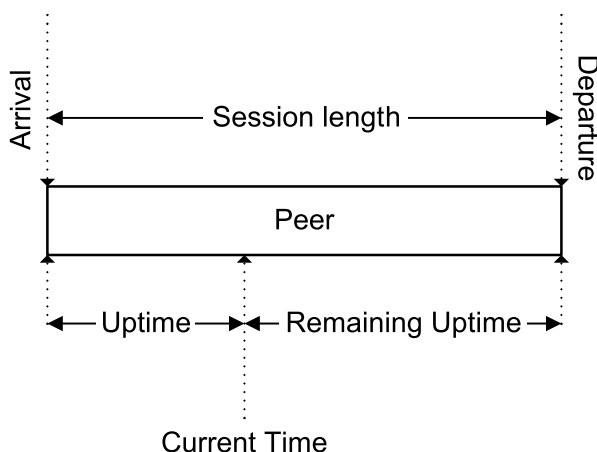 Arrival
Departure
Session length
Peer
Uptime
Remaining Uptime
Current Time